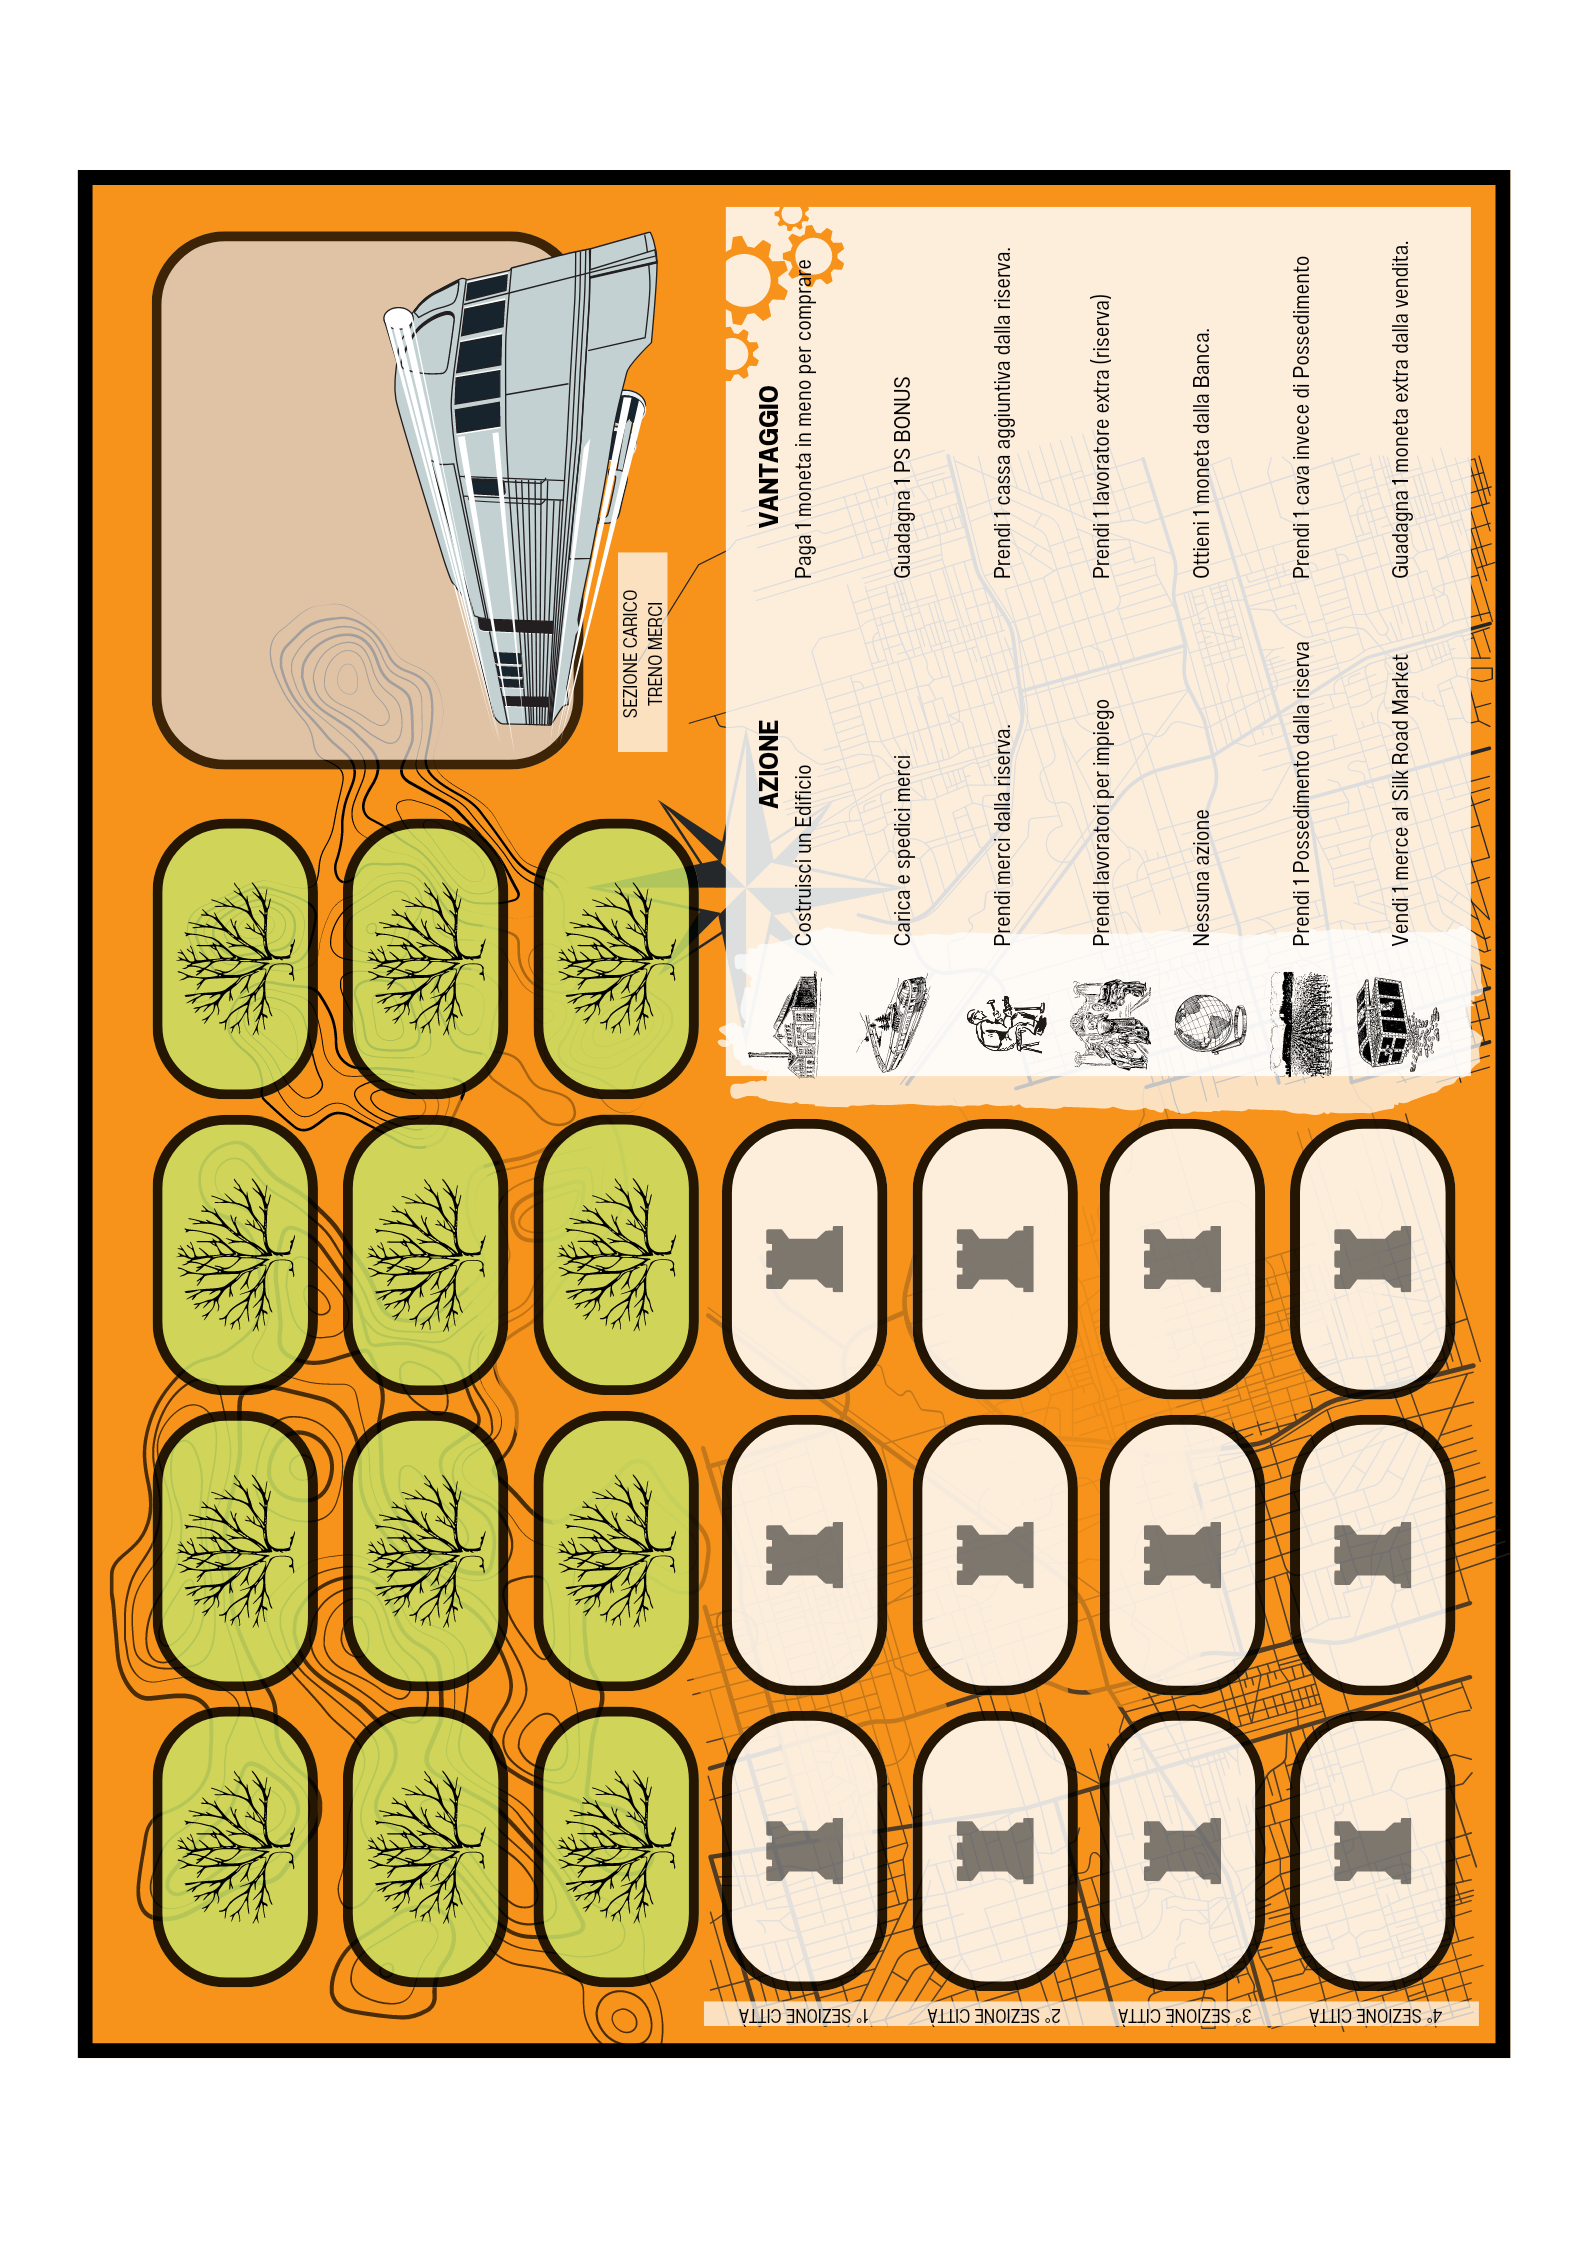 SEZIONE CARICO
TRENO MERCI
AZIONE VANTAGGIO
Costruisci un Edificio Paga 1 moneta in meno per comprare
Carica e spedici merci Guadagna 1 PS BONUS
Prendi merci dalla riserva. Prendi 1 cassa aggiuntiva dalla riserva.
Prendi lavoratori per impiego Prendi 1 lavoratore extra (riserva)
Nessuna azione Ottieni 1 moneta dalla Banca.
Prendi 1 Possedimento dalla riserva Prendi 1 cava invece di Possedimento
Vendi 1 merce al Silk Road Market Guadagna 1 moneta extra dalla vendita.
1° SEZIONE CITTÀ
2° SEZIONE CITTÀ
3° SEZIONE CITTÀ
4° SEZIONE CITTÀ